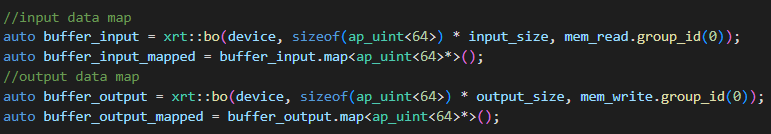 //input data map
auto buffer_input = xrt::bo(device, sizeof(ap_uint<64>) * input_size, mem_read.group_id(0));
auto buffer_input_mapped = buffer_input.map<ap_uint<64>*>();
//output data map
auto buffer_output = xrt::bo(device, sizeof(ap_uint<64>) * output_size, mem_write.group_id(0));
auto buffer_output_mapped = buffer_output.map<ap_uint<64>*>();